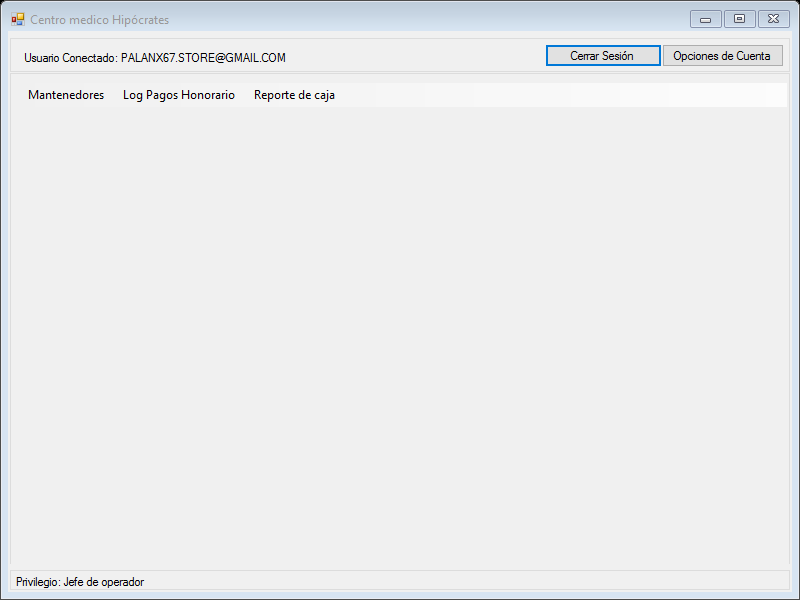 Centro medico Hipócrates
Usuario Conectado: PALANX67.STORE@GMAIL.COM
Cerrar Sesión
Opciones de Cuenta
Mantenedores Log Pagos Honorario Reporte de caja
Privilegio: Jefe de operador